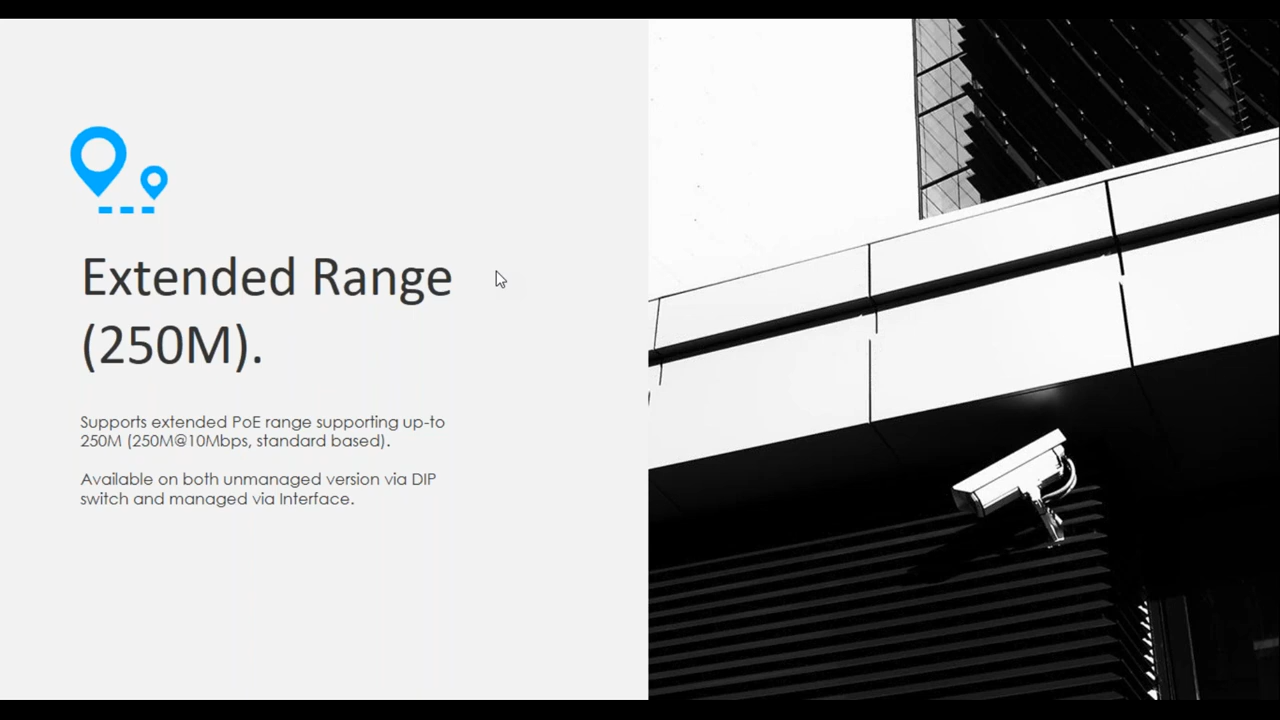 Extended Range
(250M).
Supports extended PoE range supporting up-to
250M (250M@10Mbps, standard based).
Available on both unmanaged version via DIP
switch and managed via Interface.